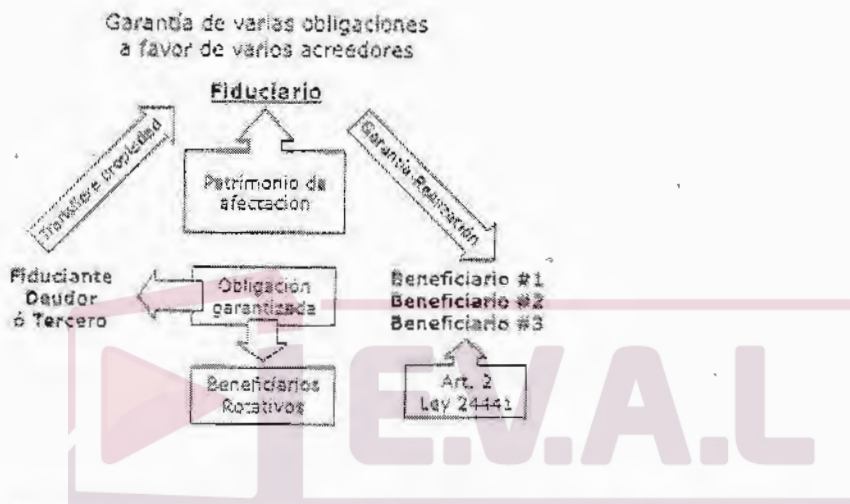 Garantía de varias obligaciones
a favor de varios acreedores
Fiduciario
Transfiere Propiedad
Garantía-Realización
Patrimonio de
afectación
Fiduciante
Deudor
ó Tercero
Obligación
garantizada
Beneficiario #1
Beneficiario #2
Beneficiario #3
Beneficiarios
Rotativos
Art. 2
Ley 24441
E.V.A.L